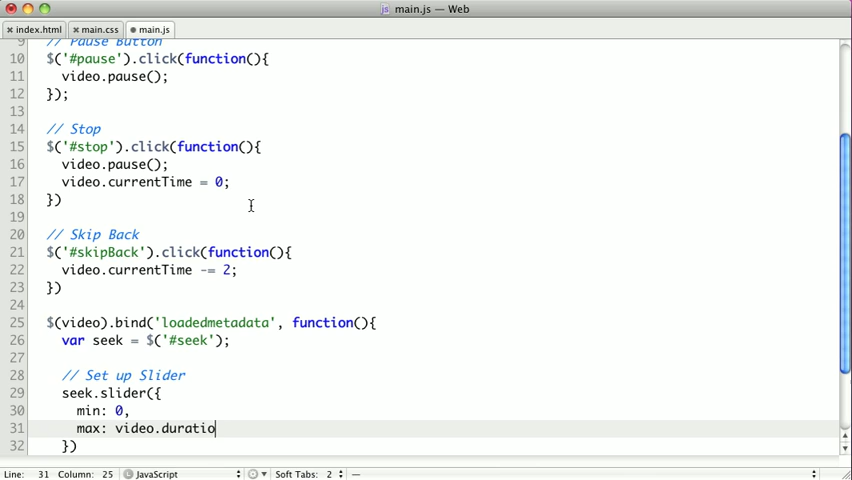 main.js — Web
index.html
main.css
main.js
9 // Pause Button
10 $('#pause').click(function(){
11 video.pause();
12 });
13
14 // Stop
15 $('#stop').click(function(){
16 video.pause();
17 video.currentTime = 0;
18 })
19
20 // Skip Back
21 $('#skipBack').click(function(){
22 video.currentTime -= 2;
23 })
24
25 $(video).bind('loadedmetadata', function(){
26 var seek = $('#seek');
27
28 // Set up Slider
29 seek.slider({
30 min: 0,
31 max: video.duratio
32 })
Line: 31 Column: 25 JavaScript Soft Tabs: 2 —